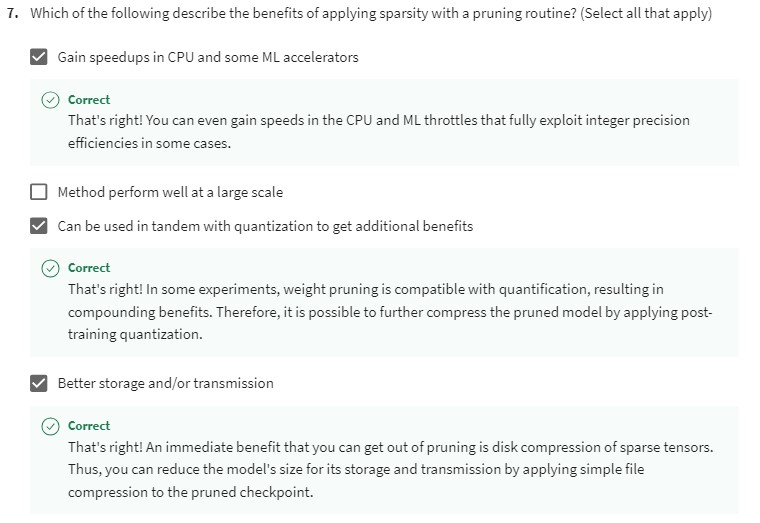 7. Which of the following describe the benefits of applying sparsity with a pruning routine? (Select all that apply)
Gain speedups in CPU and some ML accelerators
Correct
That's right! You can even gain speeds in the CPU and ML throttles that fully exploit integer precision
efficiencies in some cases.
Method perform well at a large scale
Can be used in tandem with quantization to get additional benefits
Correct
That's right! In some experiments, weight pruning is compatible with quantification, resulting in
compounding benefits. Therefore, it is possible to further compress the pruned model by applying post-
training quantization.
Better storage and/or transmission
Correct
That's right! An immediate benefit that you can get out of pruning is disk compression of sparse tensors.
Thus, you can reduce the model's size for its storage and transmission by applying simple file
compression to the pruned checkpoint.